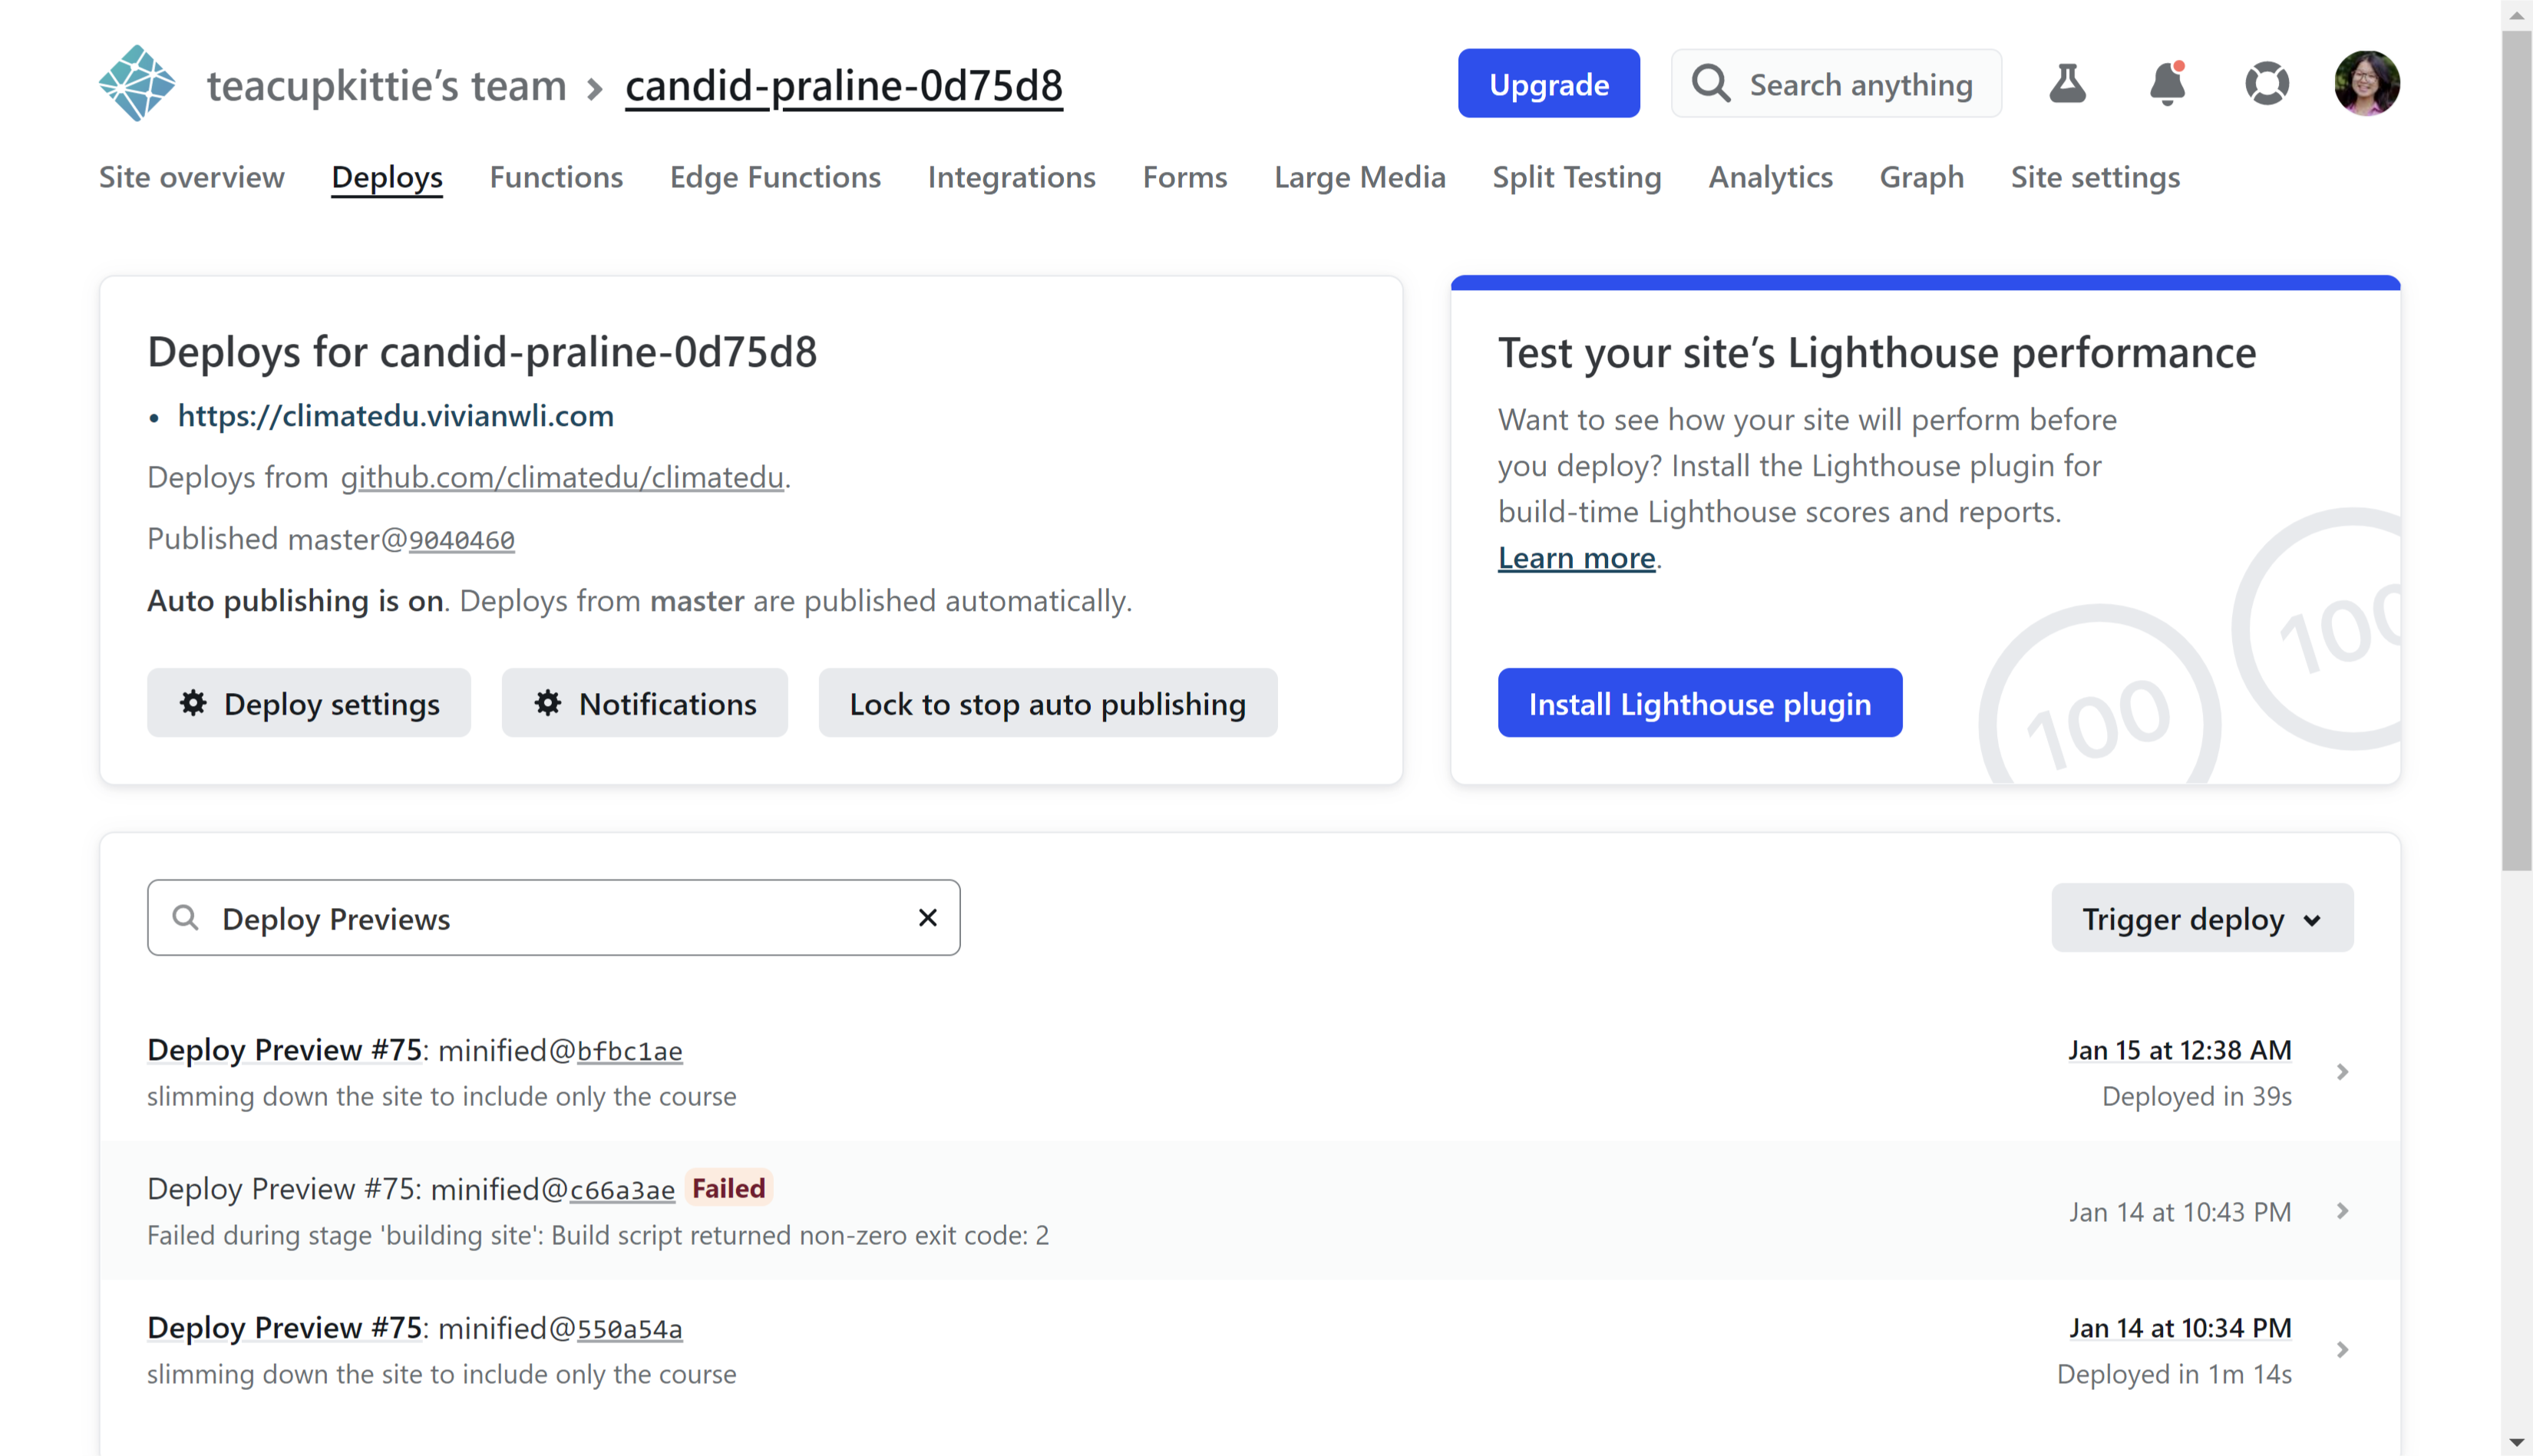 teacupkittie’s team › candid-praline-0d75d8
Upgrade
Search anything
Site overview Deploys Functions Edge Functions Integrations Forms Large Media Split Testing Analytics Graph Site settings
Deploys for candid-praline-0d75d8
• https://climatedu.vivianwli.com
Deploys from github.com/climatedu/climatedu.
Published master@9040460
Auto publishing is on. Deploys from master are published automatically.
Deploy settings
Notifications
Lock to stop auto publishing
Test your site’s Lighthouse performance
Want to see how your site will perform before
you deploy? Install the Lighthouse plugin for
build-time Lighthouse scores and reports.
Learn more.
Install Lighthouse plugin
100
100
Deploy Previews
Trigger deploy
Deploy Preview #75: minified@bfbc1ae
slimming down the site to include only the course
Jan 15 at 12:38 AM
Deployed in 39s
Deploy Preview #75: minified@c66a3ae Failed
Failed during stage 'building site': Build script returned non-zero exit code: 2
Jan 14 at 10:43 PM
Deploy Preview #75: minified@550a54a
slimming down the site to include only the course
Jan 14 at 10:34 PM
Deployed in 1m 14s